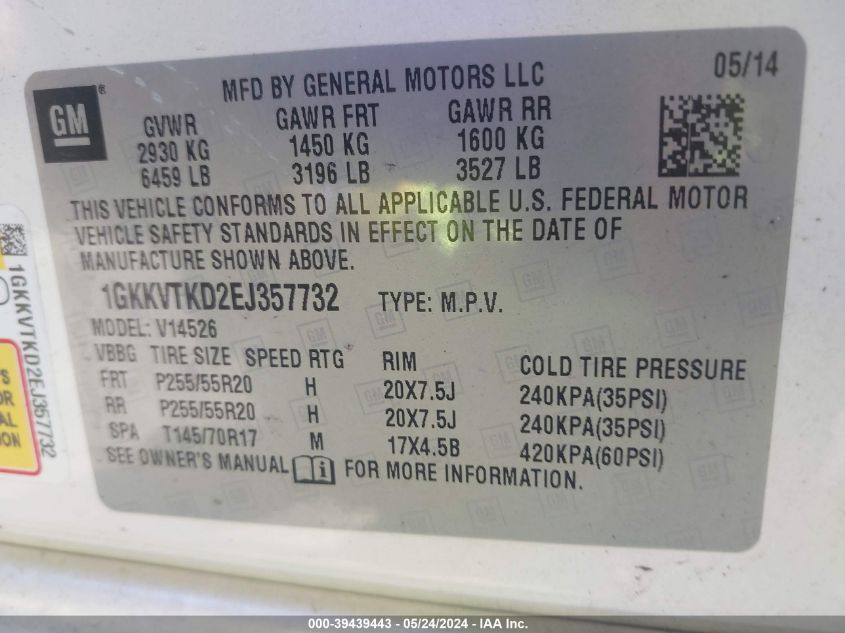 05/14
MFD BY GENERAL MOTORS LLC
GM®
GVWR GAWR FRT GAWR RR
2930 KG 1450 KG 1600 KG
6459 LB 3196 LB 3527 LB
THIS VEHICLE CONFORMS TO ALL APPLICABLE U.S. FEDERAL MOTOR
VEHICLE SAFETY STANDARDS IN EFFECT ON THE DATE OF
MANUFACTURE SHOWN ABOVE.
1GKKVTKD2EJ357732 TYPE: M.P.V.
MODEL: V14526
VBBG TIRE SIZE SPEED RTG RIM COLD TIRE PRESSURE
FRT P255/55R20 H 20X7.5J 240KPA(35PSI)
RR P255/55R20 H 20X7.5J 240KPA(35PSI)
SPA T145/70R17 M 17X4.5B 420KPA(60PSI)
SEE OWNER'S MANUAL FOR MORE INFORMATION.
1GKKVTKD2EJ357732
000-39439443 - 05/24/2024 - IAA Inc.